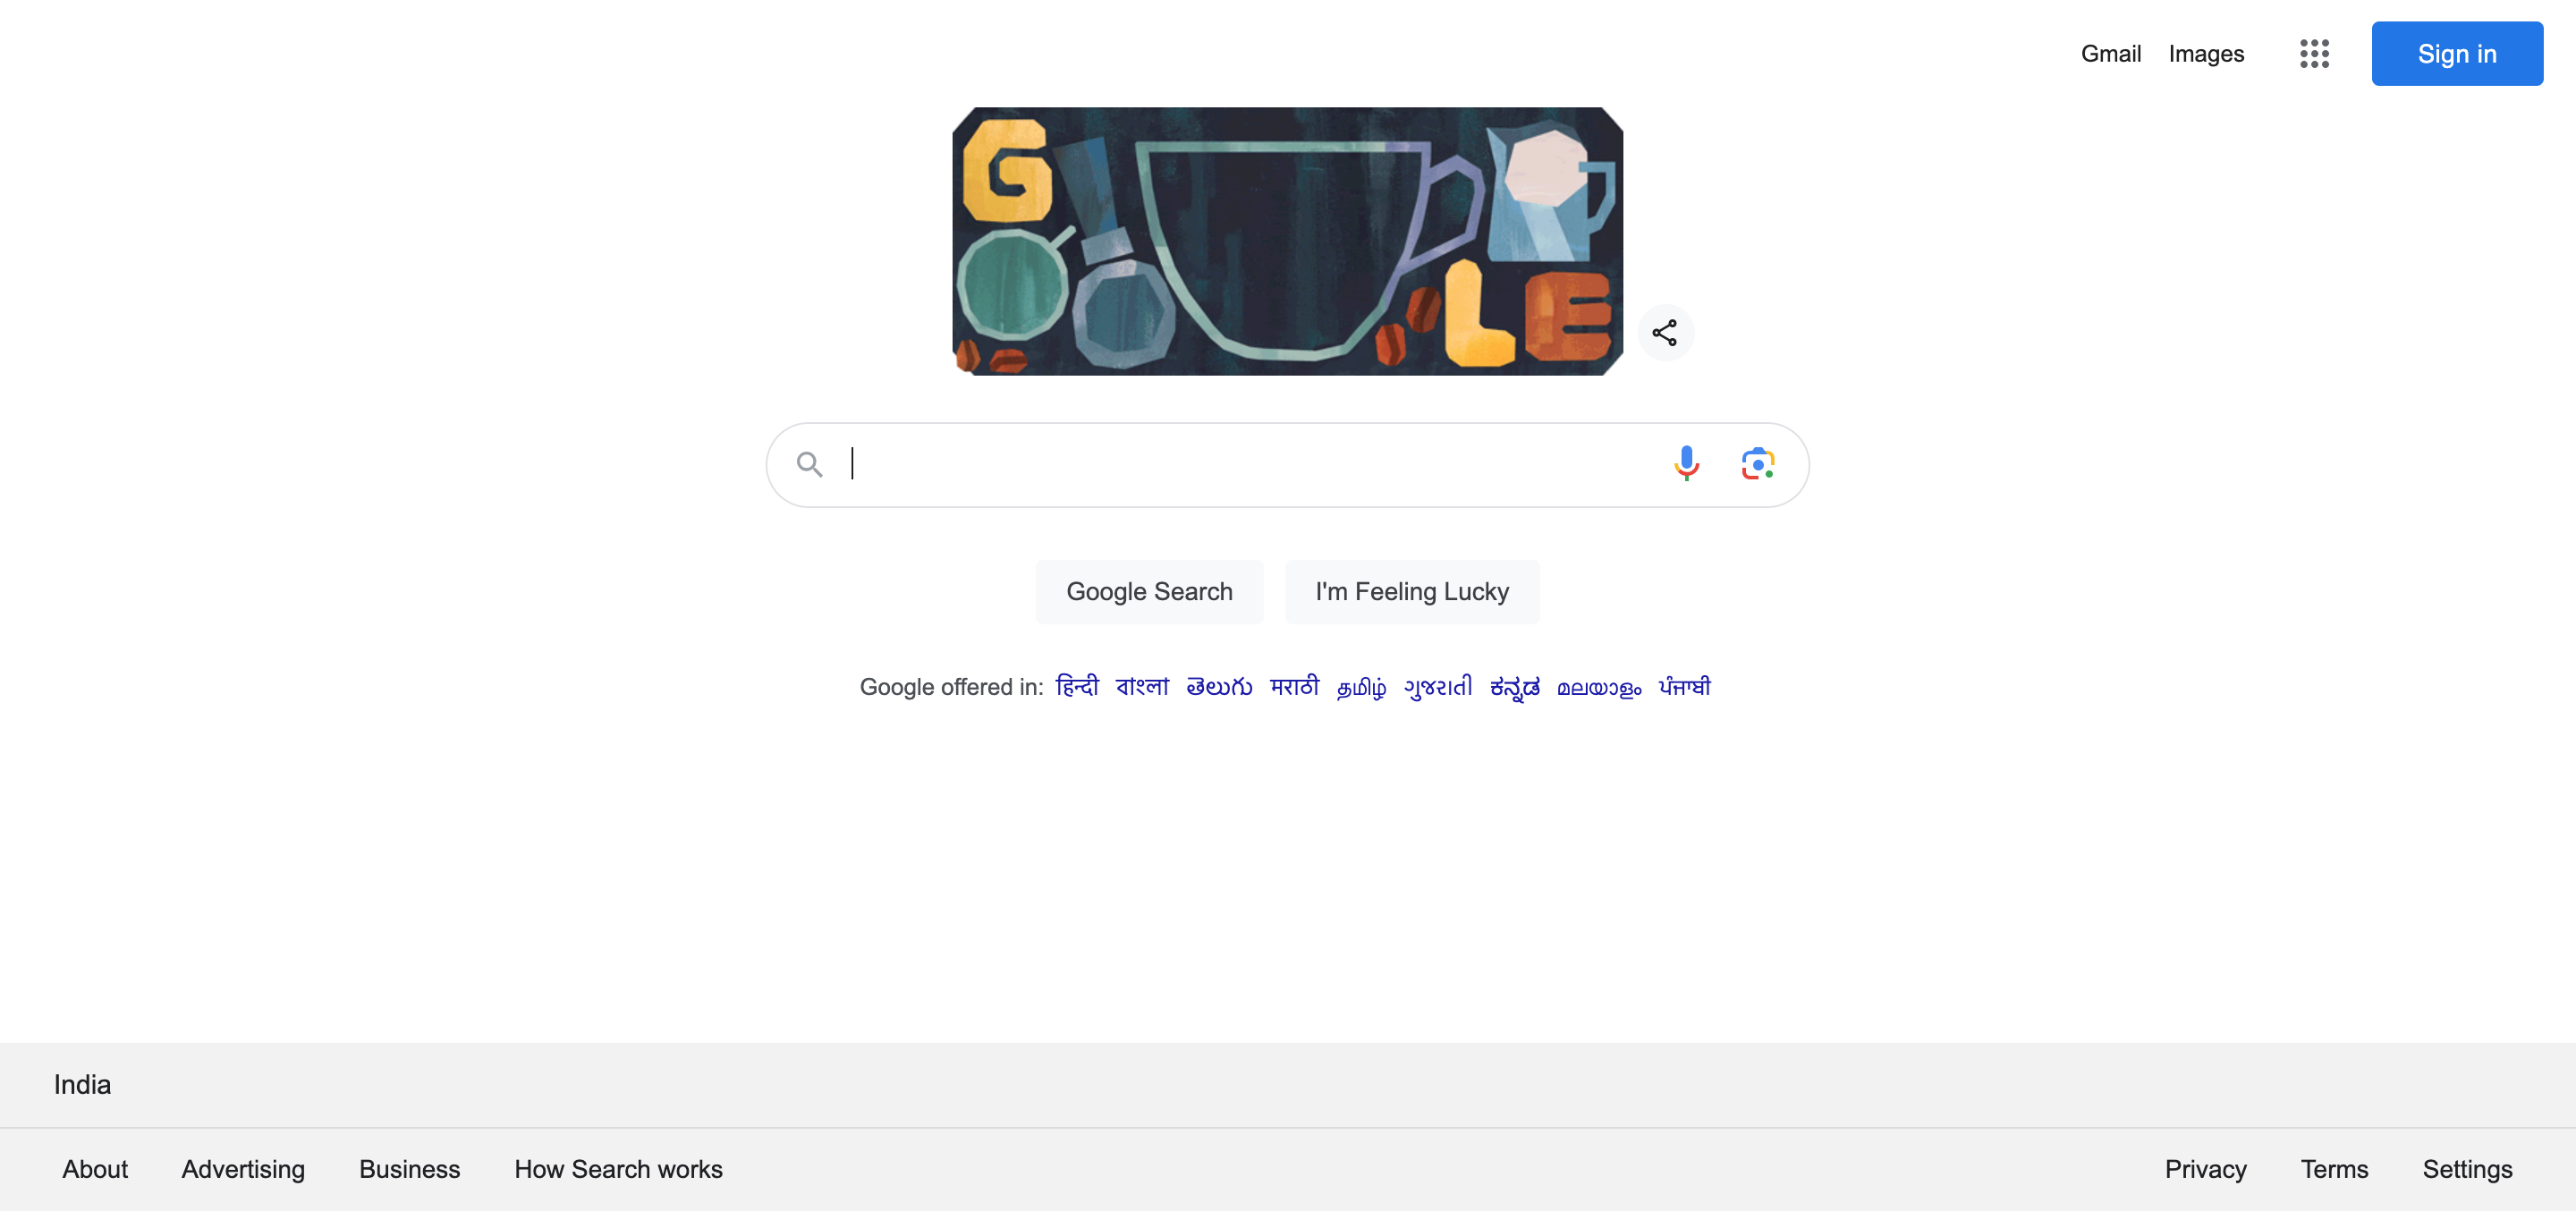 Gmail Images Sign in
G O O LE
Google Search I'm Feeling Lucky
Google offered in: हिन्दी বাংলা తెలుగు मराठी தமிழ் ગુજરાતી ಕನ್ನಡ മലയാളം ਪੰਜਾਬੀ
India
About Advertising Business How Search works Privacy Terms Settings